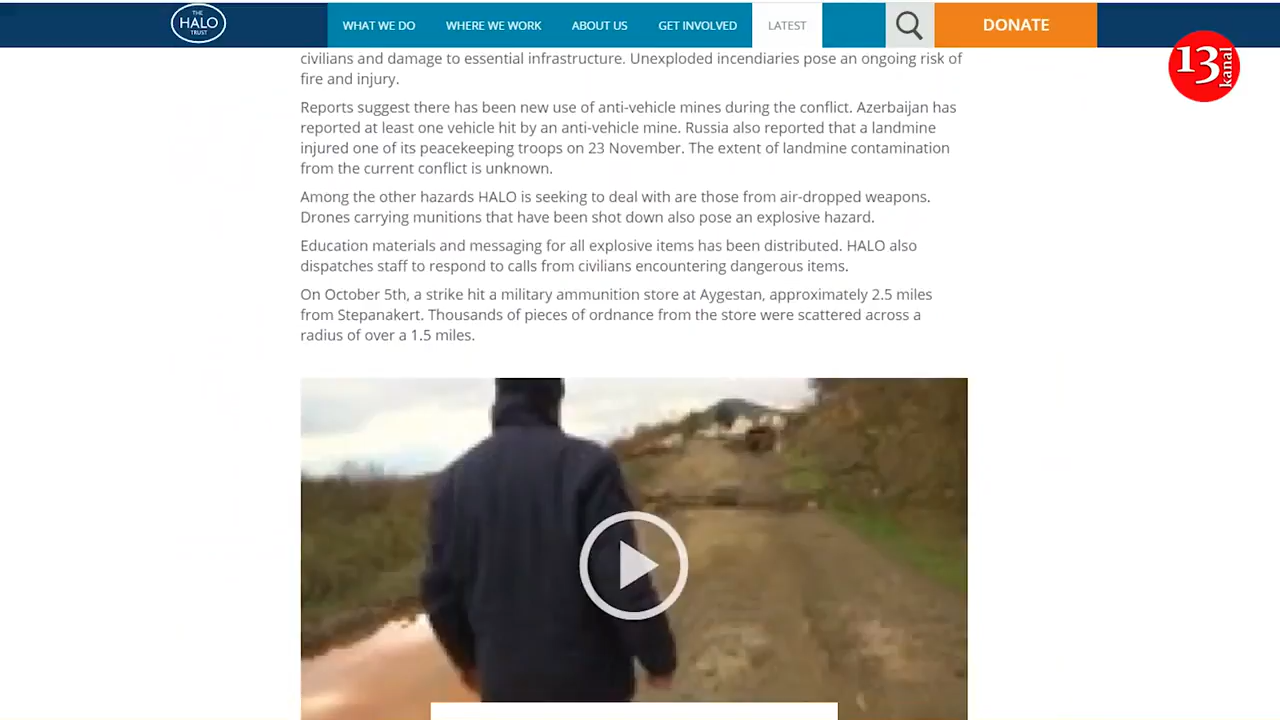 THE
HALO
TRUST
WHAT WE DO
WHERE WE WORK
ABOUT US
GET INVOLVED
LATEST
DONATE
13
kanal
civilians and damage to essential infrastructure. Unexploded incendiaries pose an ongoing risk of
fire and injury.
Reports suggest there has been new use of anti-vehicle mines during the conflict. Azerbaijan has
reported at least one vehicle hit by an anti-vehicle mine. Russia also reported that a landmine
injured one of its peacekeeping troops on 23 November. The extent of landmine contamination
from the current conflict is unknown.
Among the other hazards HALO is seeking to deal with are those from air-dropped weapons.
Drones carrying munitions that have been shot down also pose an explosive hazard.
Education materials and messaging for all explosive items has been distributed. HALO also
dispatches staff to respond to calls from civilians encountering dangerous items.
On October 5th, a strike hit a military ammunition store at Aygestan, approximately 2.5 miles
from Stepanakert. Thousands of pieces of ordnance from the store were scattered across a
radius of over a 1.5 miles.